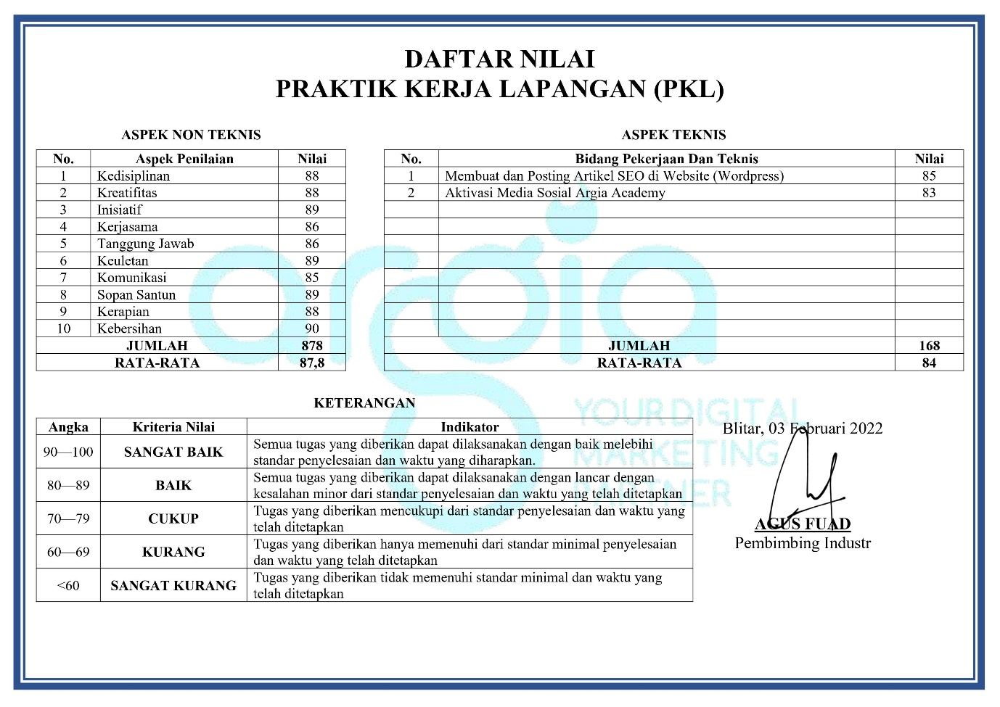 DAFTAR NILAI
PRAKTIK KERJA LAPANGAN (PKL)
ASPEK NON TEKNIS
No. Aspek Penilaian Nilai
1 Kedisiplinan 88
2 Kreatifitas 88
3 Inisiatif 89
4 Kerjasama 86
5 Tanggung Jawab 86
6 Keuletan 89
7 Komunikasi 85
8 Sopan Santun 89
9 Kerapian 88
10 Kebersihan 90
JUMLAH 878
RATA-RATA 87,8
ASPEK TEKNIS
No. Bidang Pekerjaan Dan Teknis Nilai
1 Membuat dan Posting Artikel SEO di Website (Wordpress) 85
2 Aktivasi Media Sosial Argia Academy 83
JUMLAH 168
RATA-RATA 84
argia
YOUR DIGITAL
MARKETING
PARTNER
KETERANGAN
Angka Kriteria Nilai Indikator
90—100 SANGAT BAIK Semua tugas yang diberikan dapat dilaksanakan dengan baik melebihi
standar penyelesaian dan waktu yang diharapkan.
80—89 BAIK Semua tugas yang diberikan dapat dilaksanakan dengan lancar dengan
kesalahan minor dari standar penyelesaian dan waktu yang telah ditetapkan
70—79 CUKUP Tugas yang diberikan mencukupi dari standar penyelesaian dan waktu yang
telah ditetapkan
60—69 KURANG Tugas yang diberikan hanya memenuhi dari standar minimal penyelesaian
dan waktu yang telah ditetapkan
<60 SANGAT KURANG Tugas yang diberikan tidak memenuhi standar minimal dan waktu yang
telah ditetapkan
Blitar, 03 Februari 2022
AGUS FUAD
Pembimbing Industr